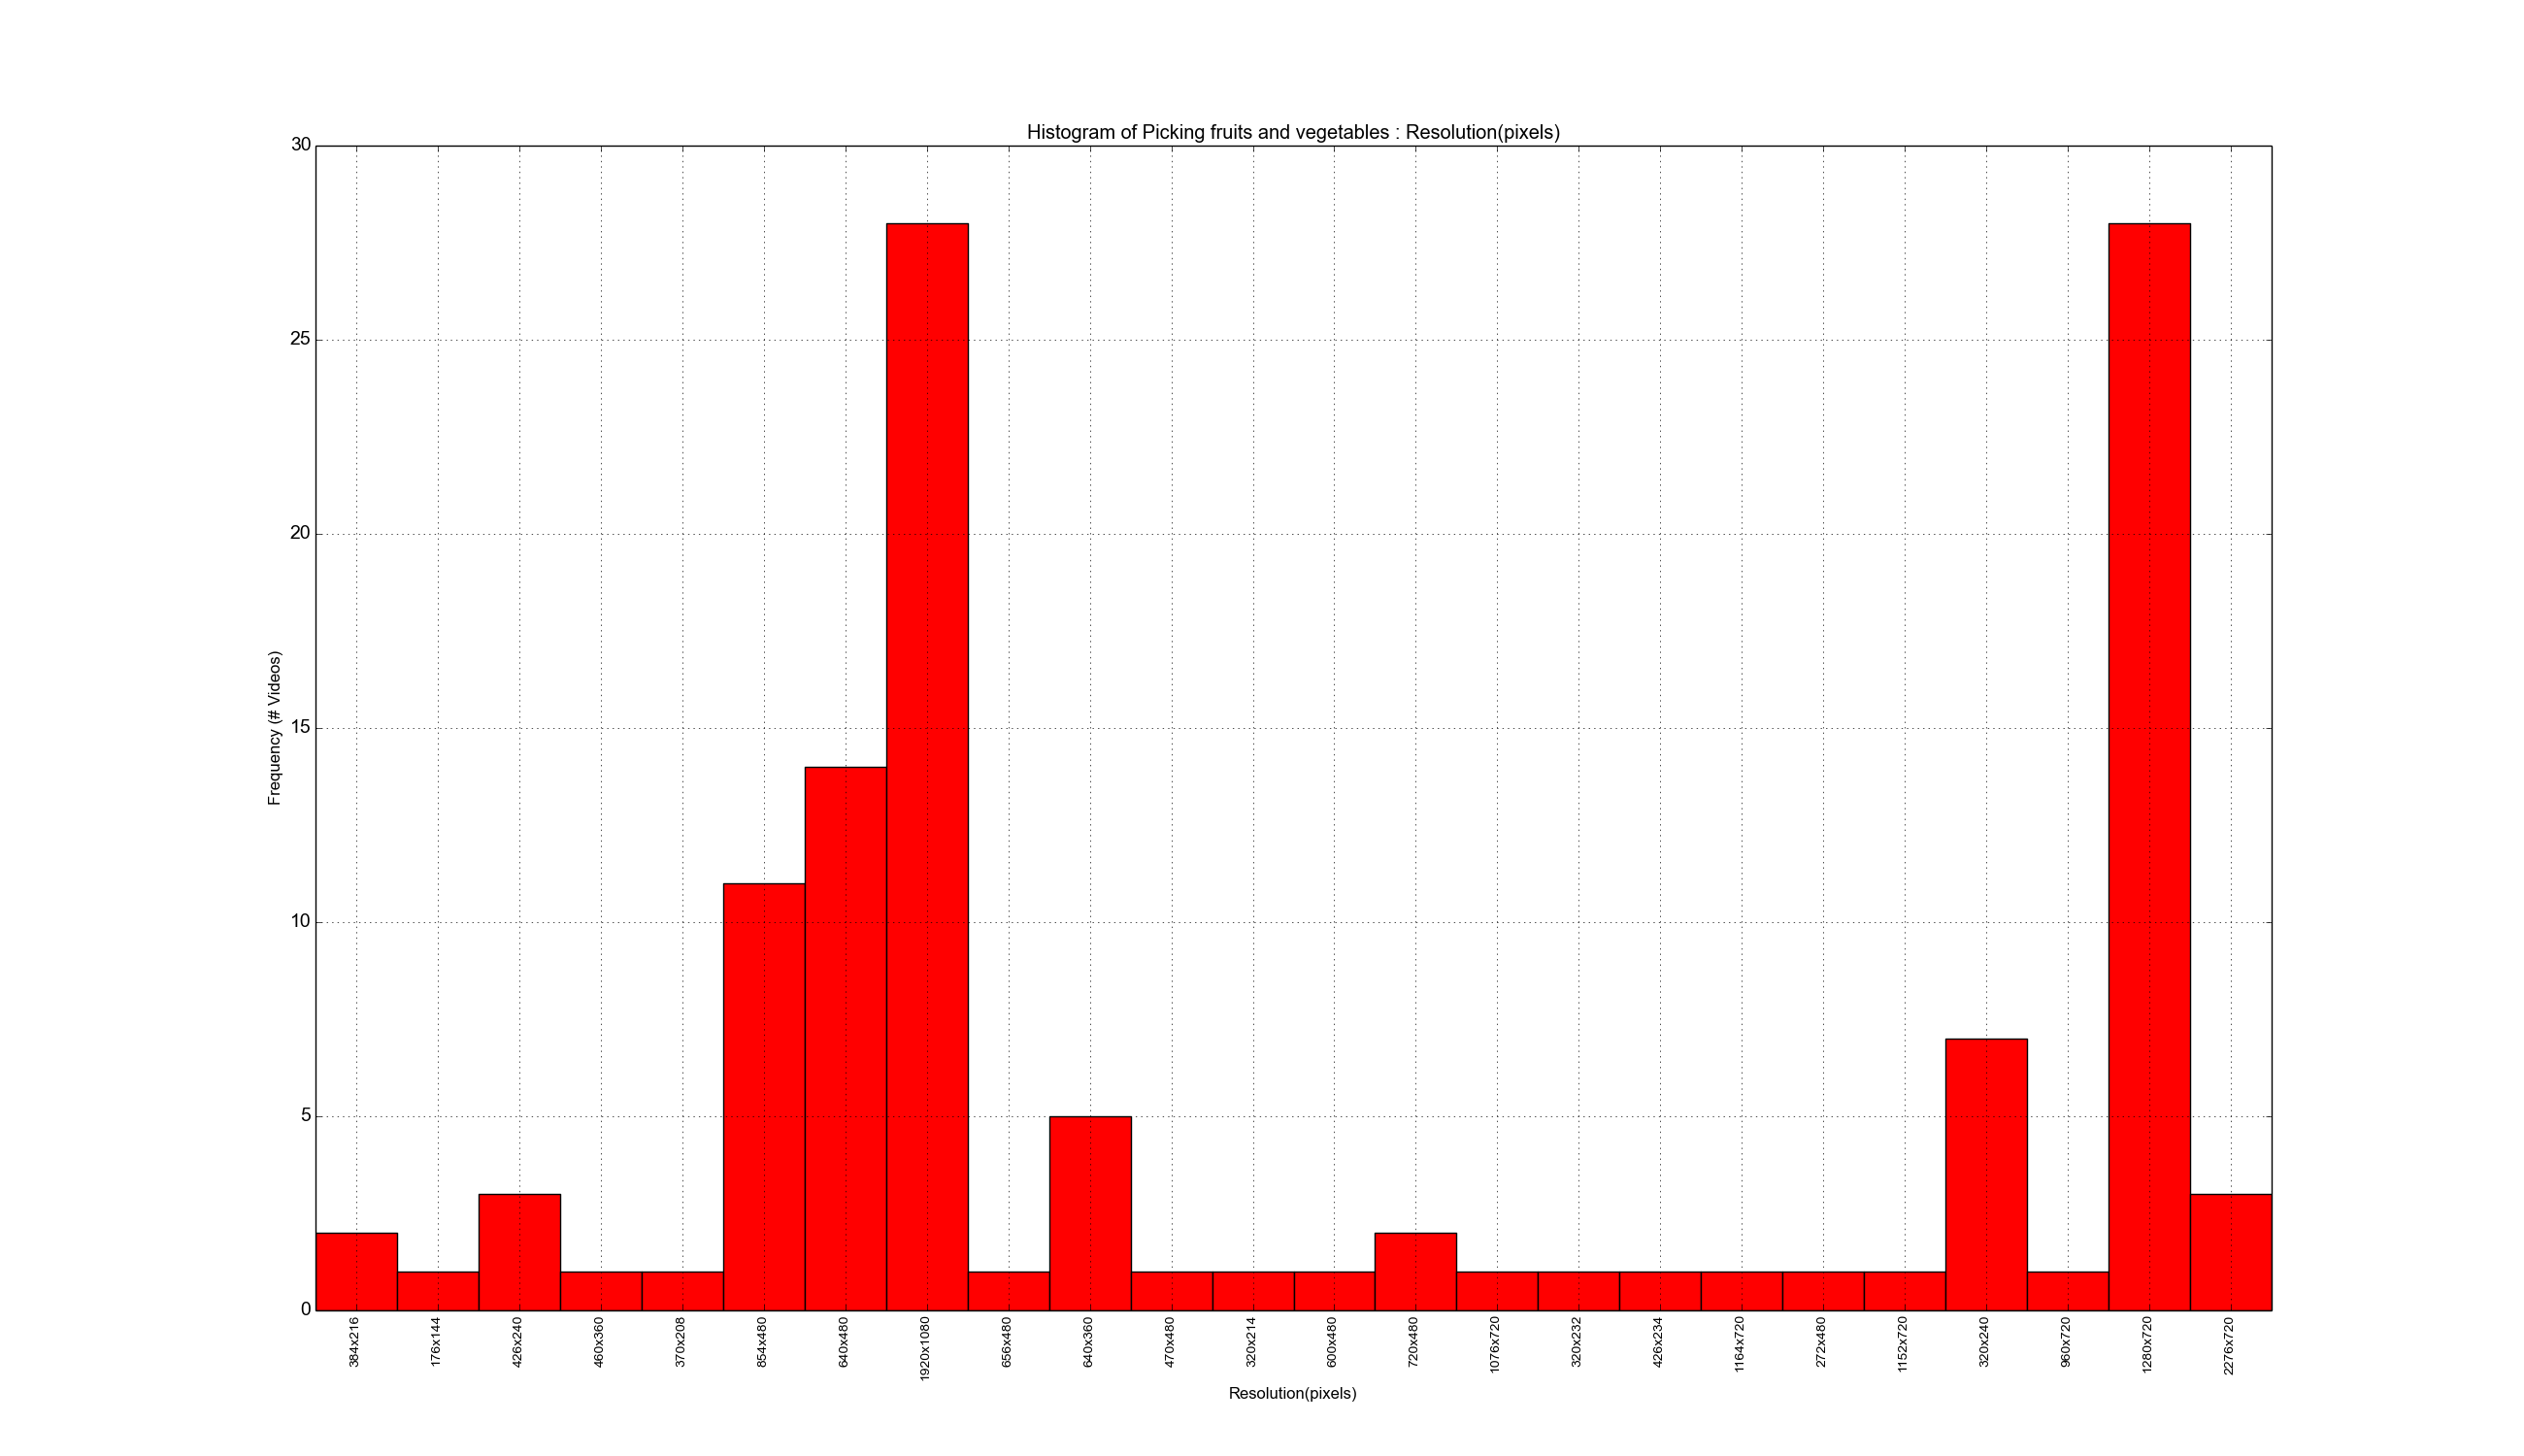 Histogram of Picking fruits and vegetables : Resolution(pixels)
30
25
20
15
10
5
0
Frequency (# Videos)
384x216
176x144
426x240
460x360
370x208
854x480
640x480
1920x1080
656x480
640x360
470x480
320x214
600x480
720x480
1076x720
320x232
426x234
1164x720
272x480
1152x720
320x240
960x720
1280x720
2276x720
Resolution(pixels)